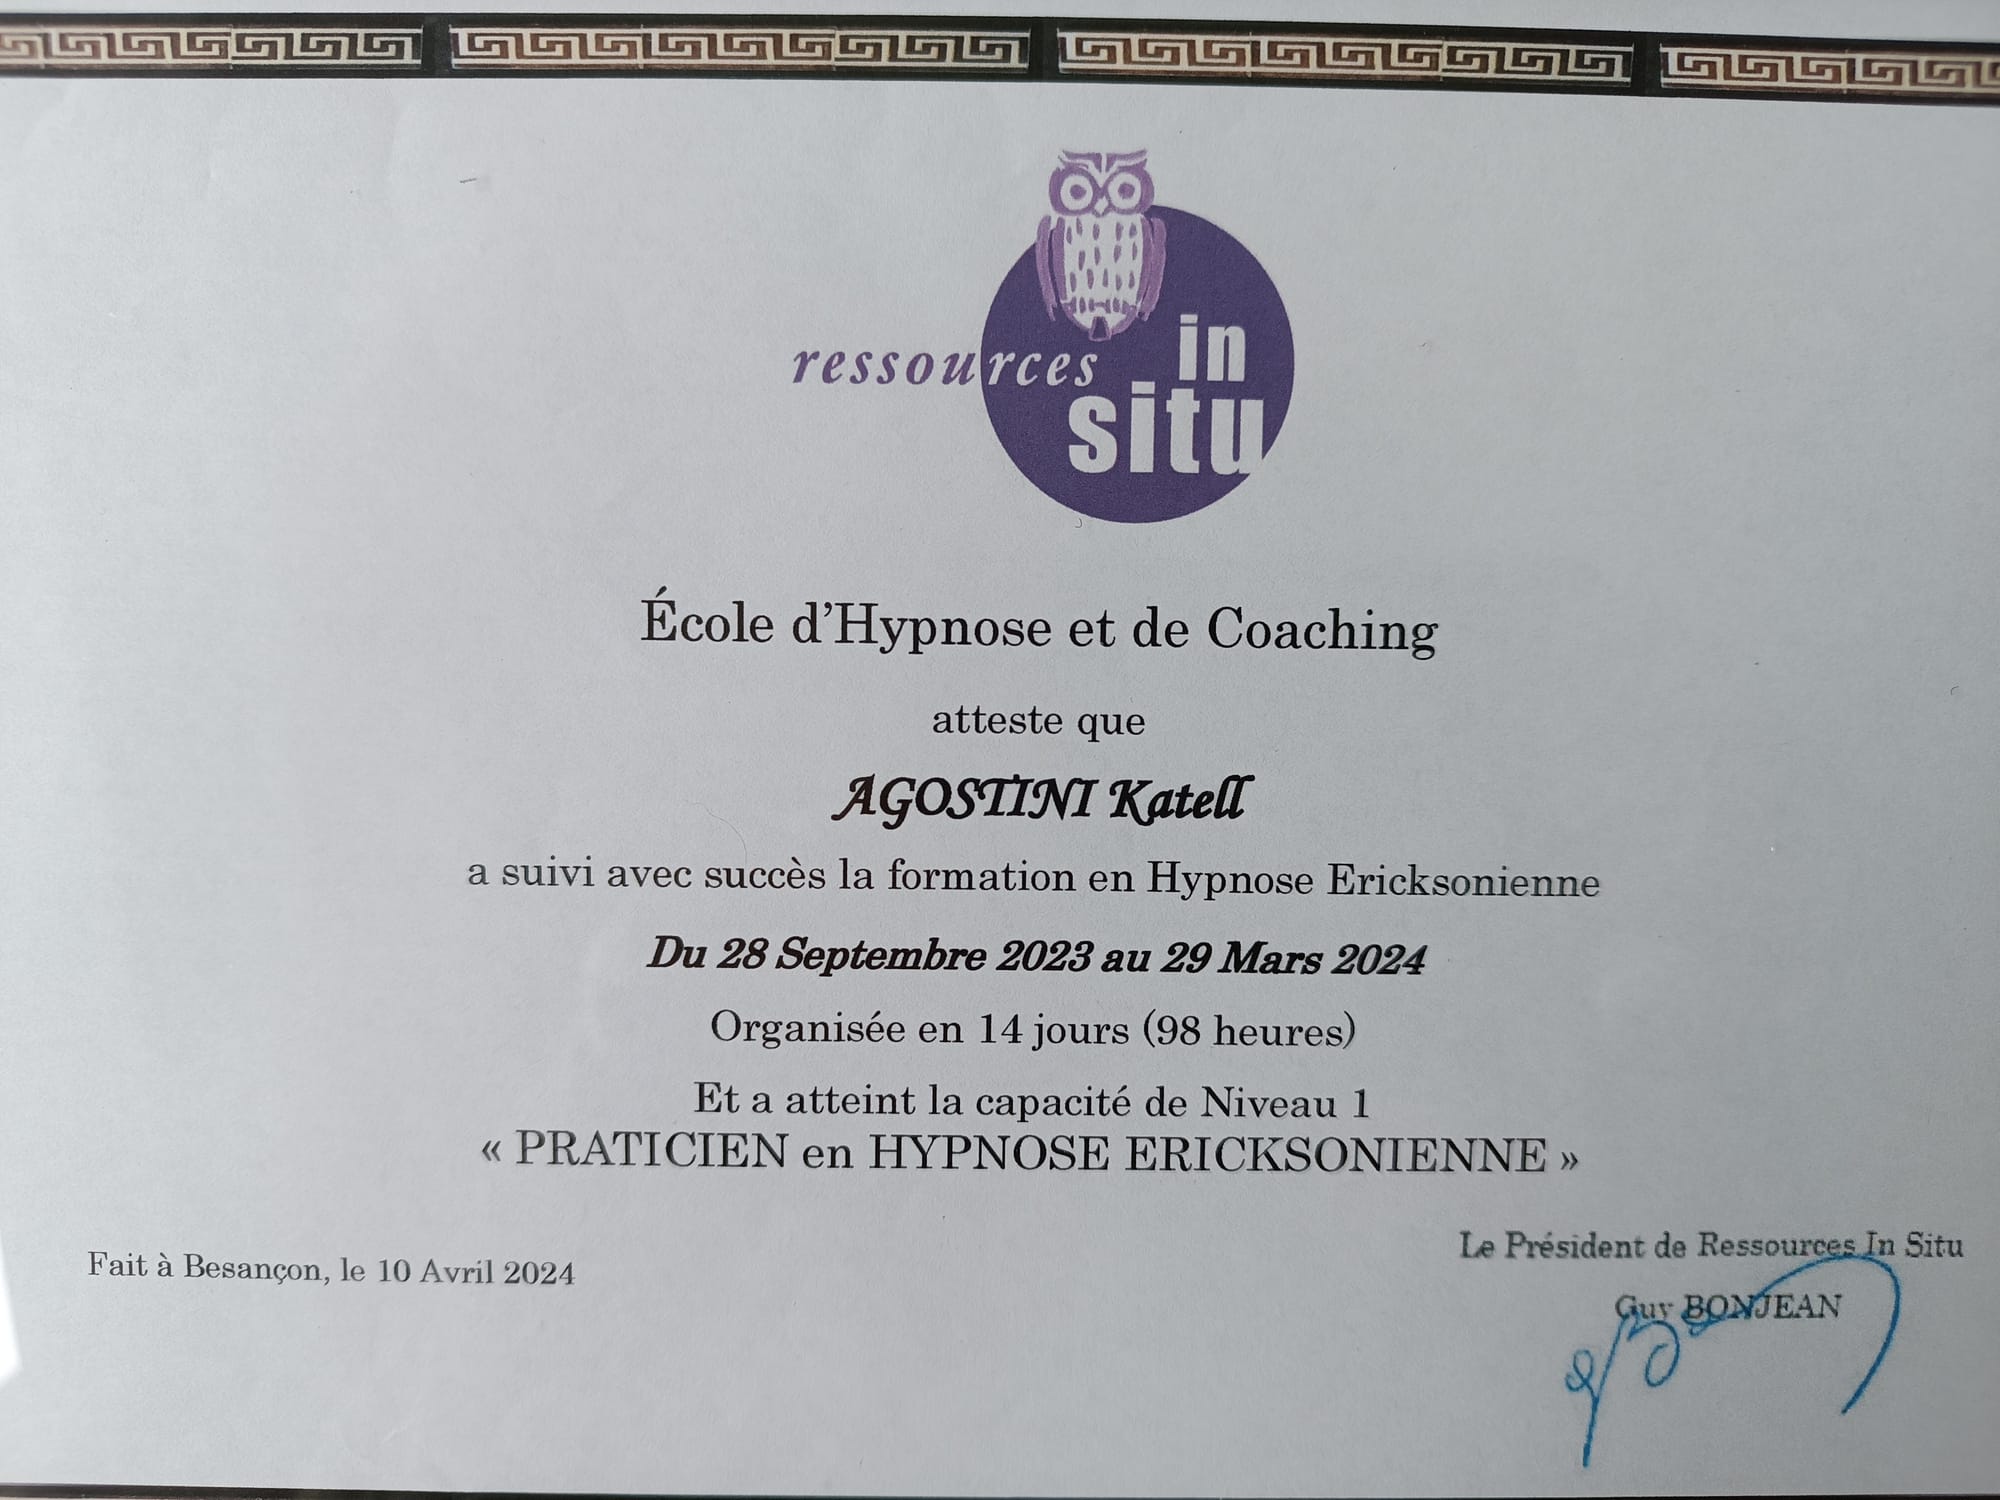 ressources
in
situ
École d'Hypnose et de Coaching
atteste que
AGOSTINI Katell
a suivi avec succès la formation en Hypnose Ericksonienne
Du 28 Septembre 2023 au 29 Mars 2024
Organisée en 14 jours (98 heures)
Et a atteint la capacité de Niveau 1
« PRATICIEN en HYPNOSE ERICKSONIENNE »
Le Président de Ressources In Situ
Fait à Besançon, le 10 Avril 2024
Guy BONJEAN